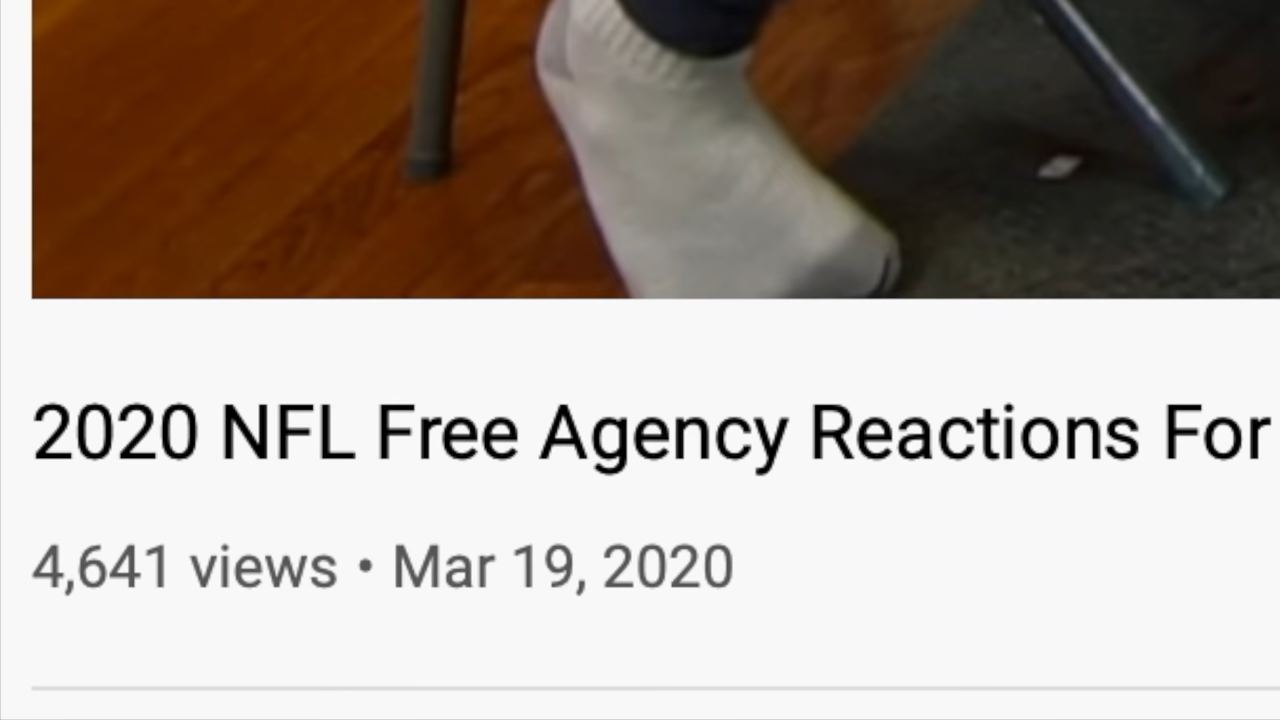 2020 NFL Free Agency Reactions For
4,641 views • Mar 19, 2020